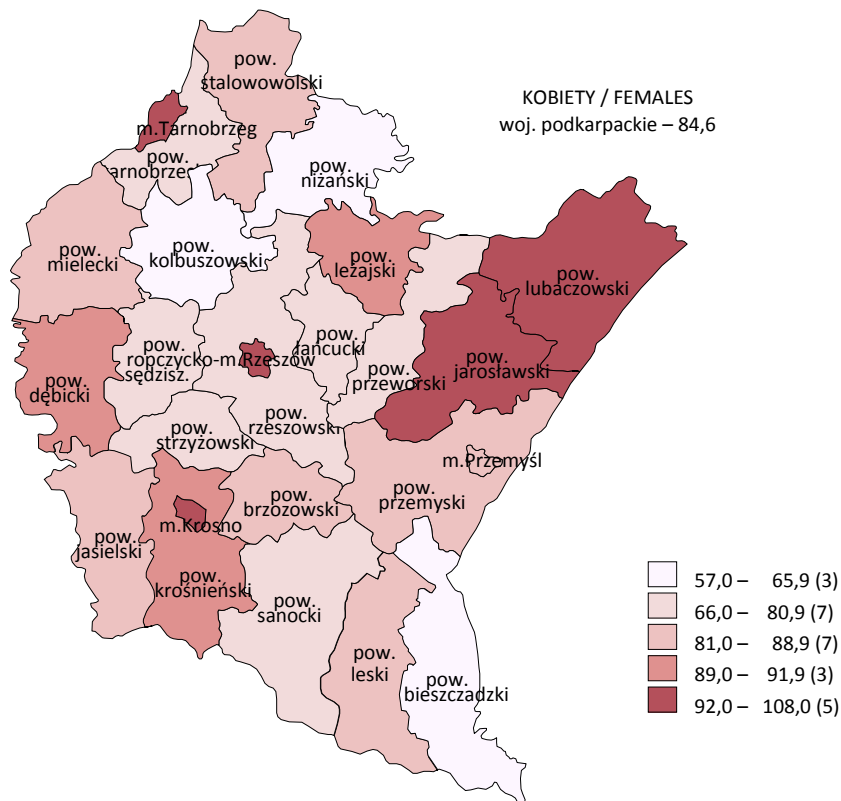 pow.
stalowowolski
KOBIETY / FEMALES
woj. podkarpackie – 84,6
m.Tarnobrzeg
pow.
arnobrzes
pow.
niżański
pow.
kolbuszowski
pow.
mielecki
pow.
leżajski
pow.
lubaczowski
pow.
ropczycko-
sędzisz.
m.Rzeszów
pow.
łańcucki
pow.
przeworski
pow.
jarosławski
pow.
dębicki
pow.
strzyżowski
pow.
rzeszowski
m.Przemyśl
pow.
przemyski
pow.
brzozowski
m.Krosno
pow.
jasielski
pow.
krośnieński
pow.
sanocki
pow.
leski
pow.
bieszczadzki
57,0 – 65,9 (3)
66,0 – 80,9 (7)
81,0 – 88,9 (7)
89,0 – 91,9 (3)
92,0 – 108,0 (5)